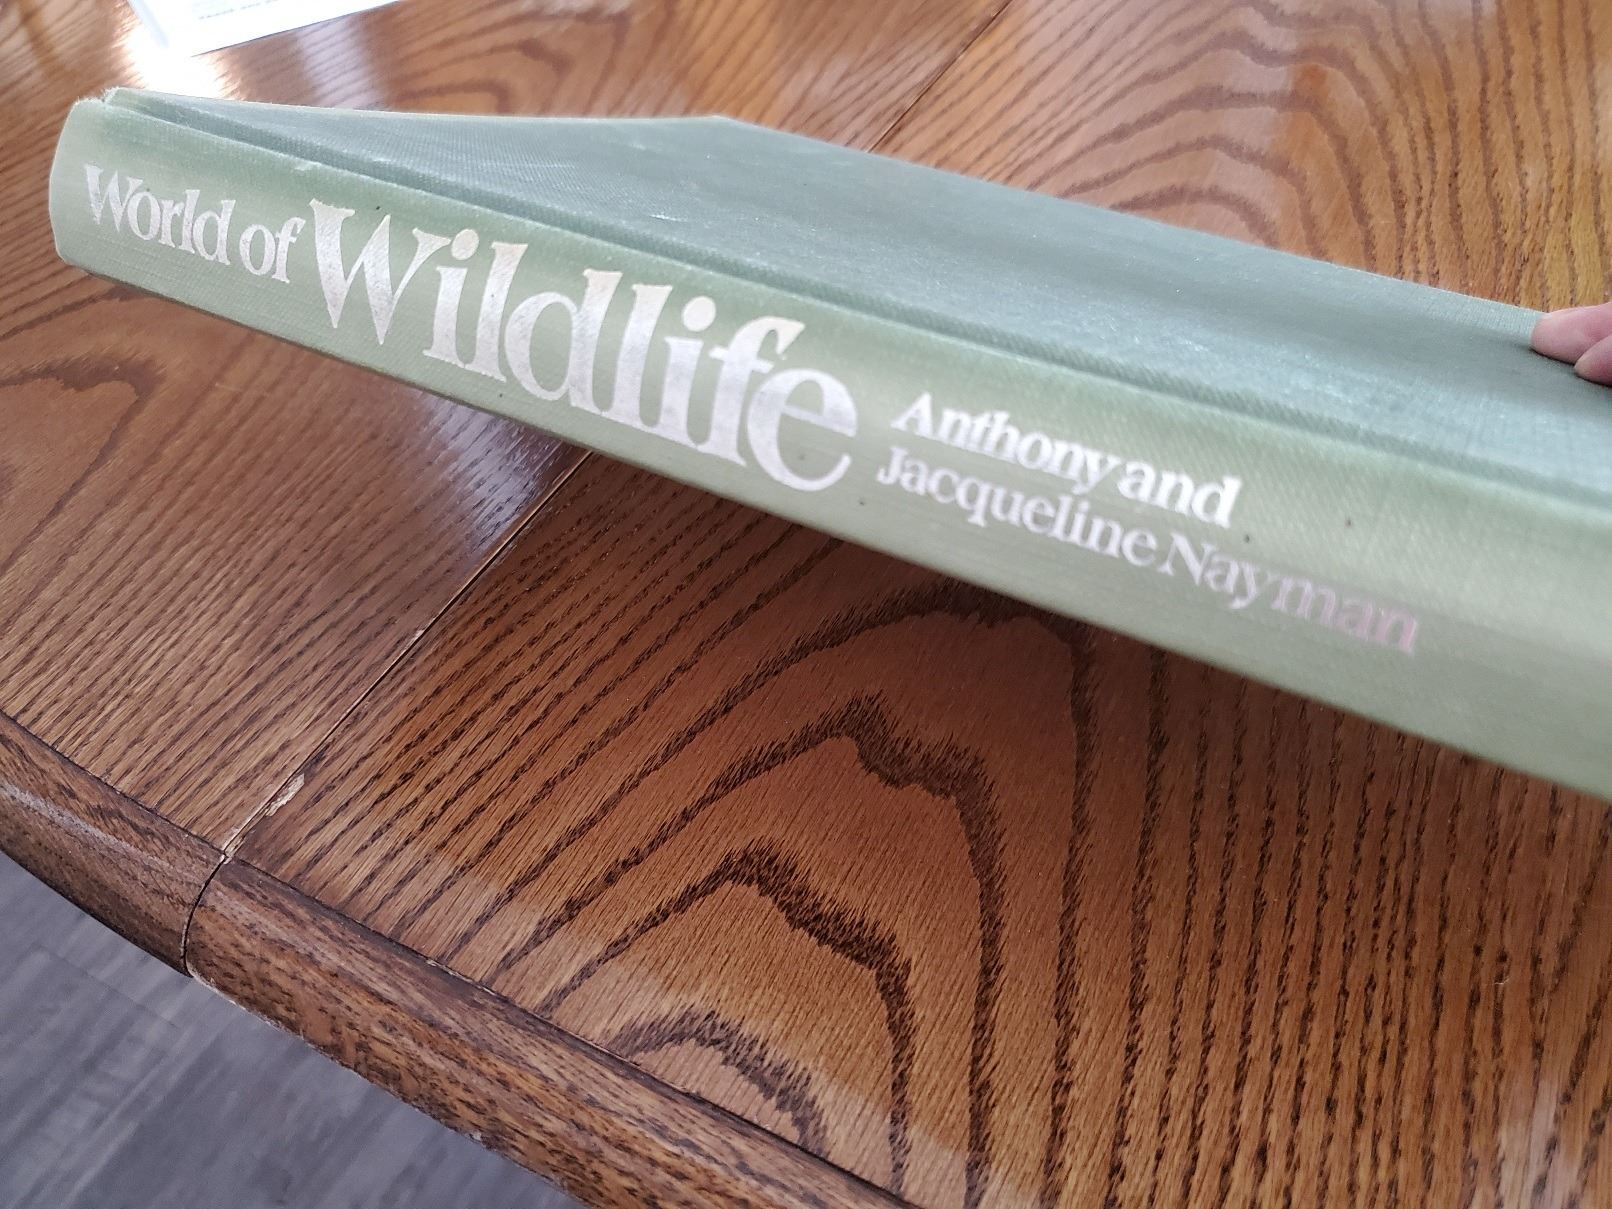 World of Wildlife
Anthony and
Jacqueline Nayman